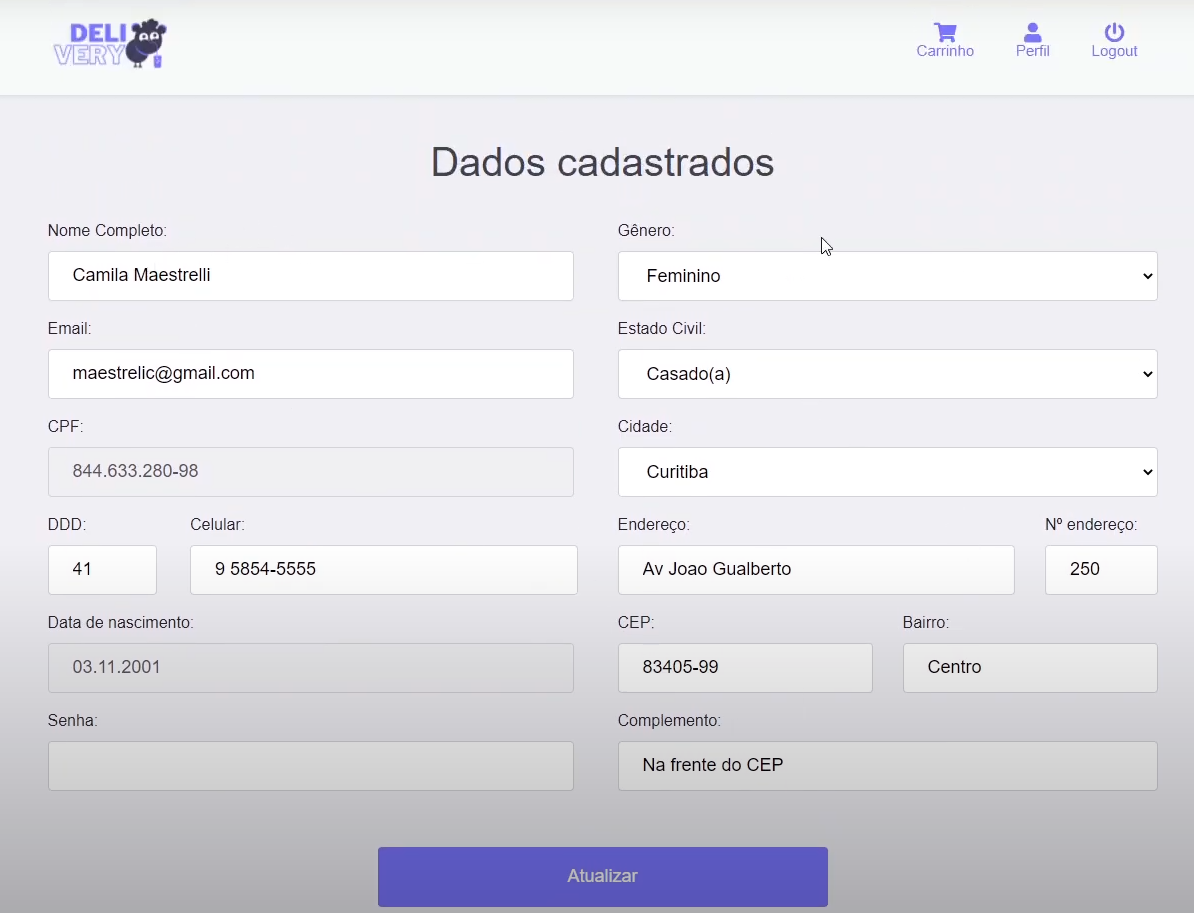 DELI
VERY
Carrinho
Perfil
Logout
Dados cadastrados
Nome Completo:
Camila Maestrelli
Gênero:
Feminino
Email:
maestrelic@gmail.com
Estado Civil:
Casado(a)
CPF:
844.633.280-98
Cidade:
Curitiba
DDD:
41
Celular:
9 5854-5555
Endereço:
Av Joao Gualberto
Nº endereço:
250
Data de nascimento:
03.11.2001
CEP:
83405-99
Bairro:
Centro
Senha:
Complemento:
Na frente do CEP
Atualizar